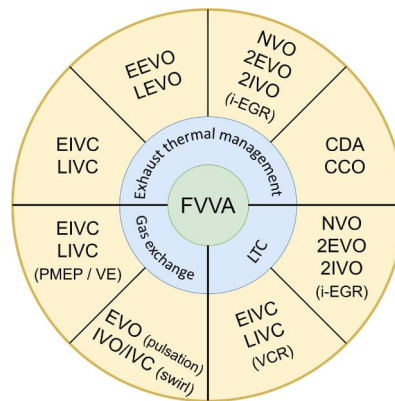 NVO
2EVO
2IVO
(i-EGR)
EEVO
LEVO
CDA
CCO
EIVC
LIVC
Exhaust thermal management
FVVA
Gas exchange
LTC
EIVC
LIVC
(PMEP / VE)
NVO
2EVO
2IVO
(i-EGR)
EVO (pulsation)
IVO/IVC (swirl)
EIVC
LIVC
(VCR)